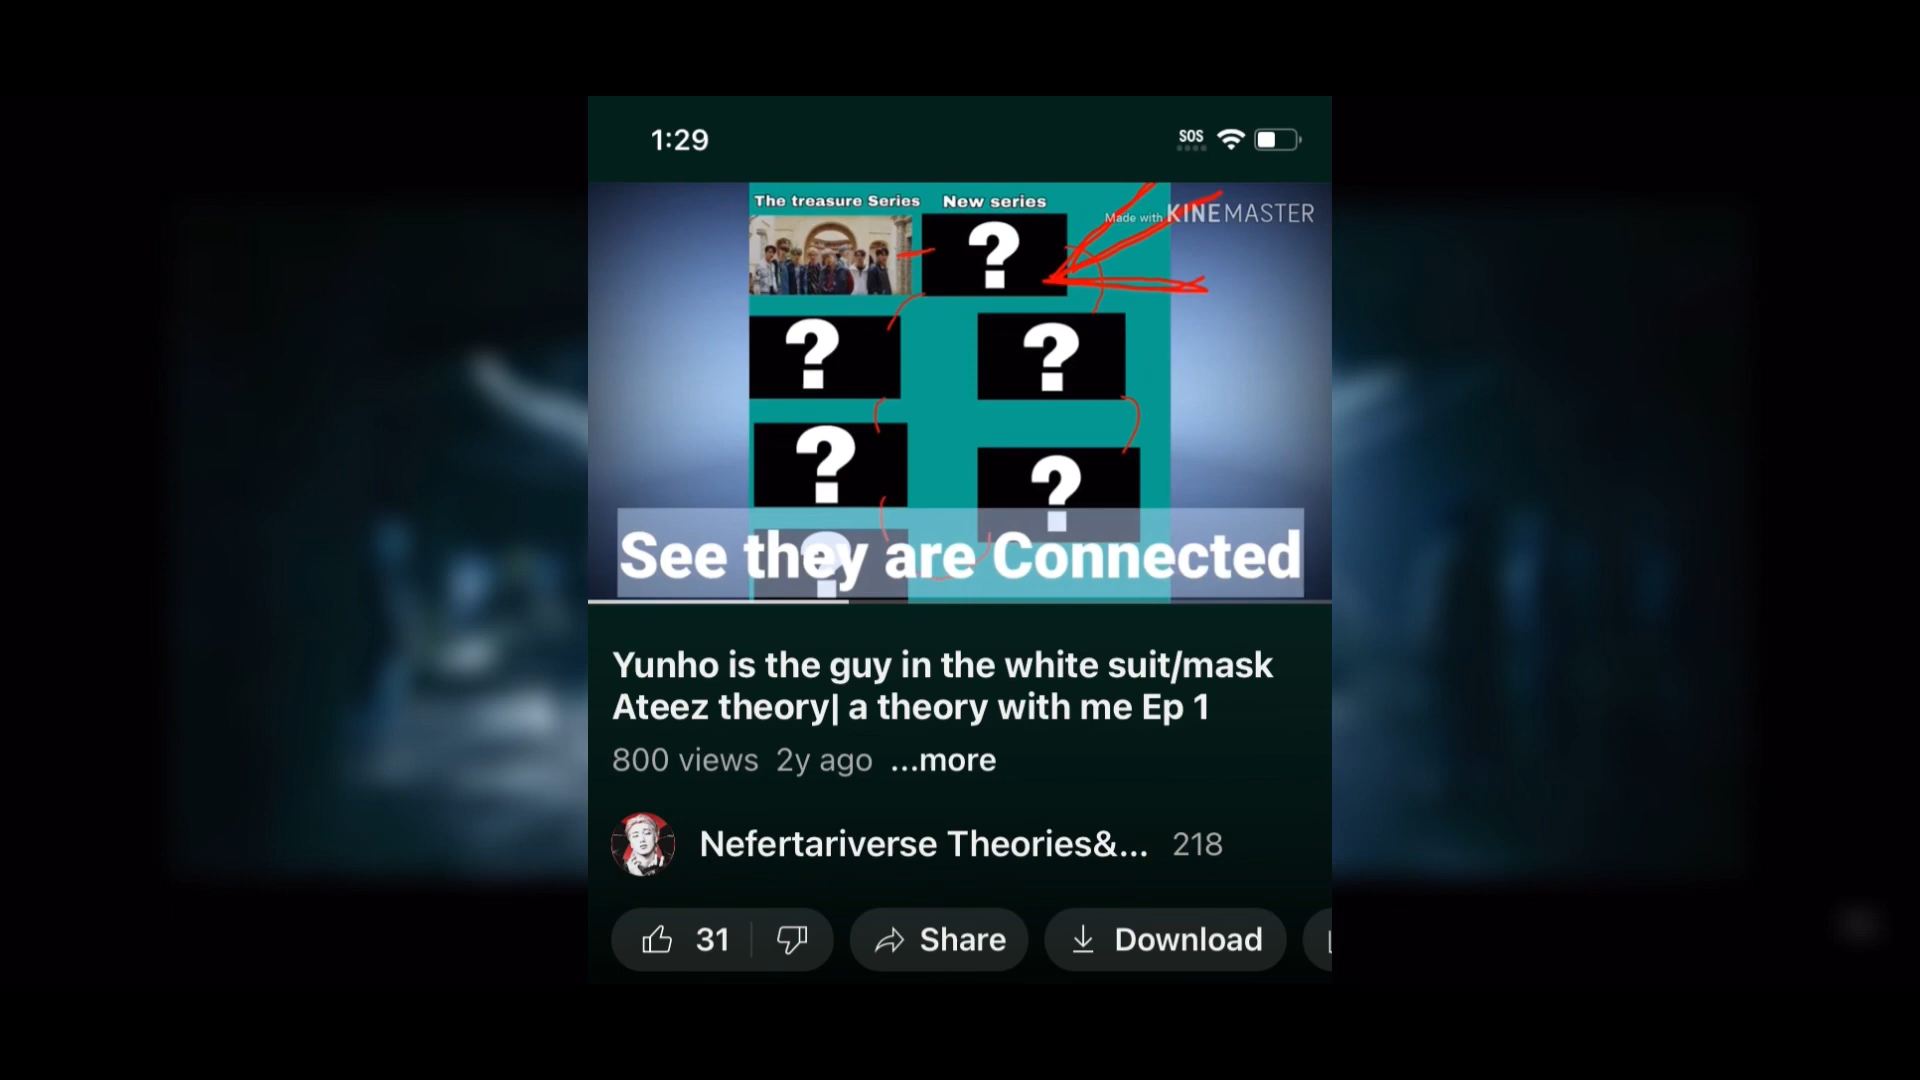 1:29
SOS
The treasure Series New series
Made with KINEMASTER
?
? ?
?
?
?
See they are Connected
Yunho is the guy in the white suit/mask
Ateez theory| a theory with me Ep 1
800 views 2y ago ...more
Nefertariverse Theories&... 218
31 Share Download